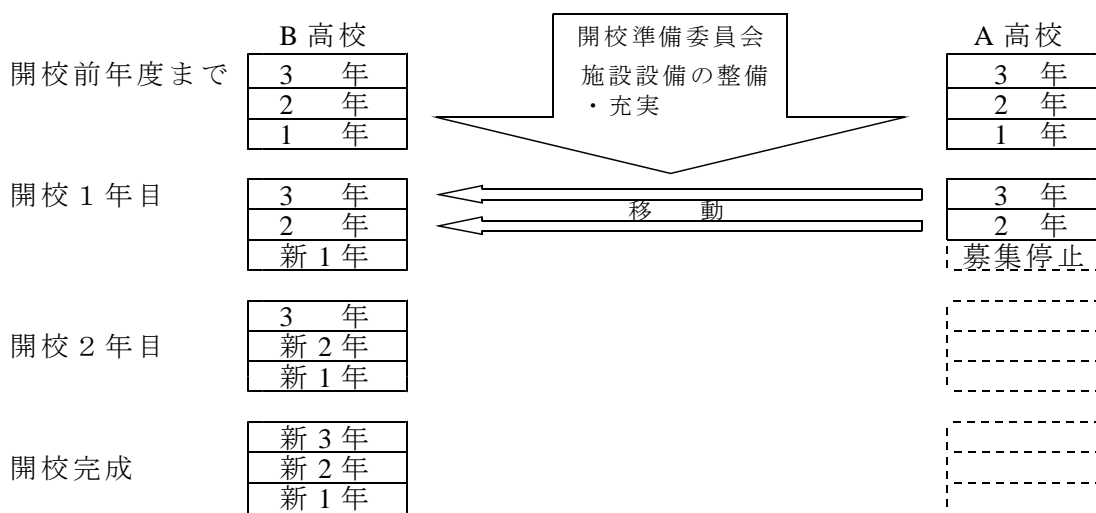 B 高校
開校準備委員会
A 高校
開校前年度まで
3 年
施設設備の整備
3 年
2 年
・充実
2 年
1 年
1 年
開校１年目
3 年
3 年
2 年
移 動
2 年
新 1 年
募集停止
開校２年目
3 年
新 2 年
新 1 年
開校完成
新 3 年
新 2 年
新 1 年